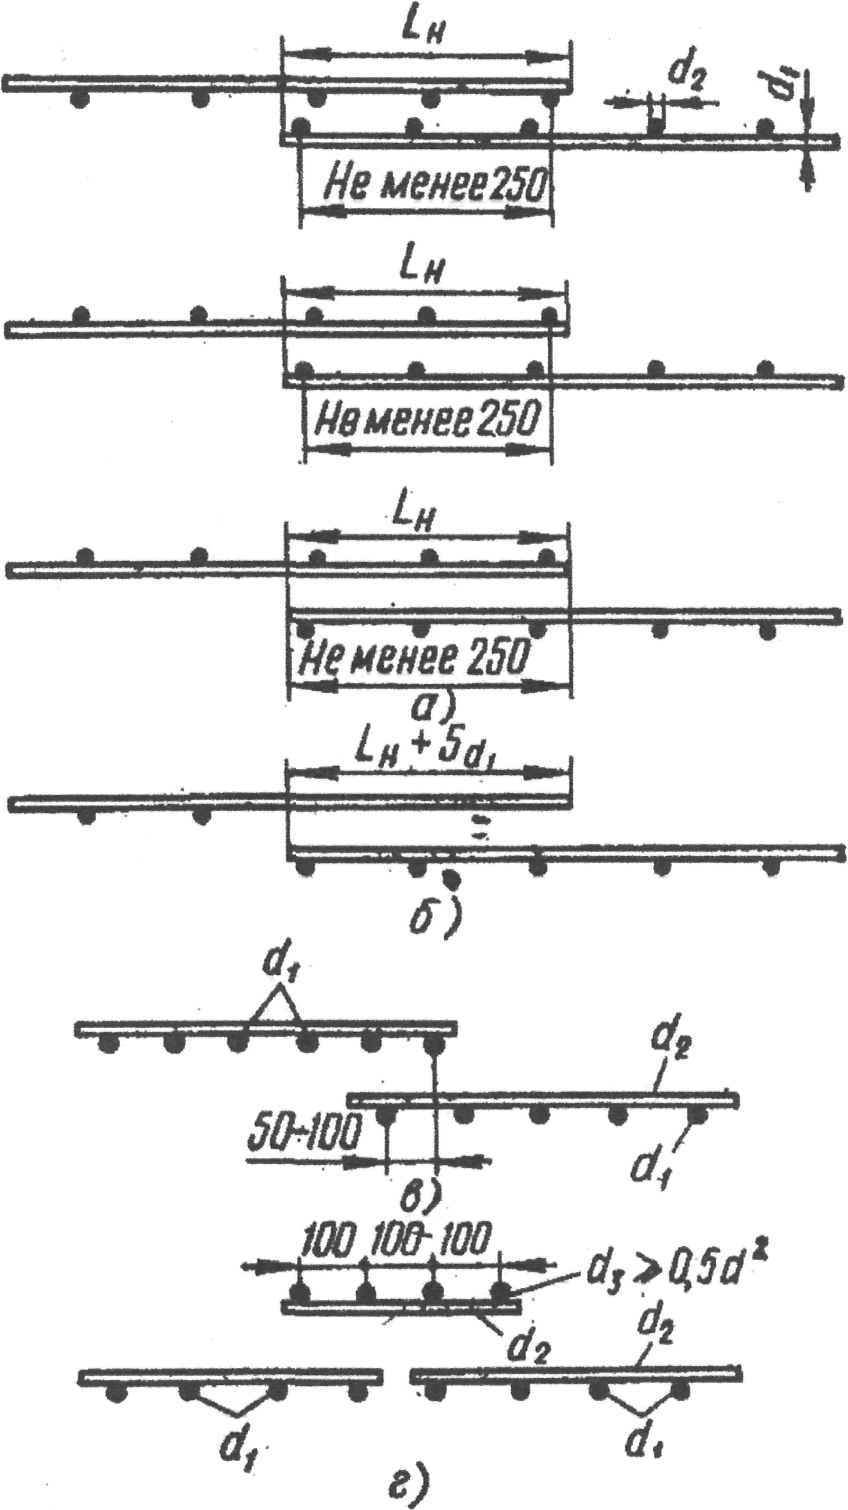 Lн
d₂ d₁
Не менее 250
Lн
Не менее 250
Lн
Не менее 250
а)
Lн + 5d₁
б)
d₁
d₂
50÷100
d₁
в)
100 100 100
d₃ ⩾ 0,5d²
d₂
d₂
d₁
d₁
г)